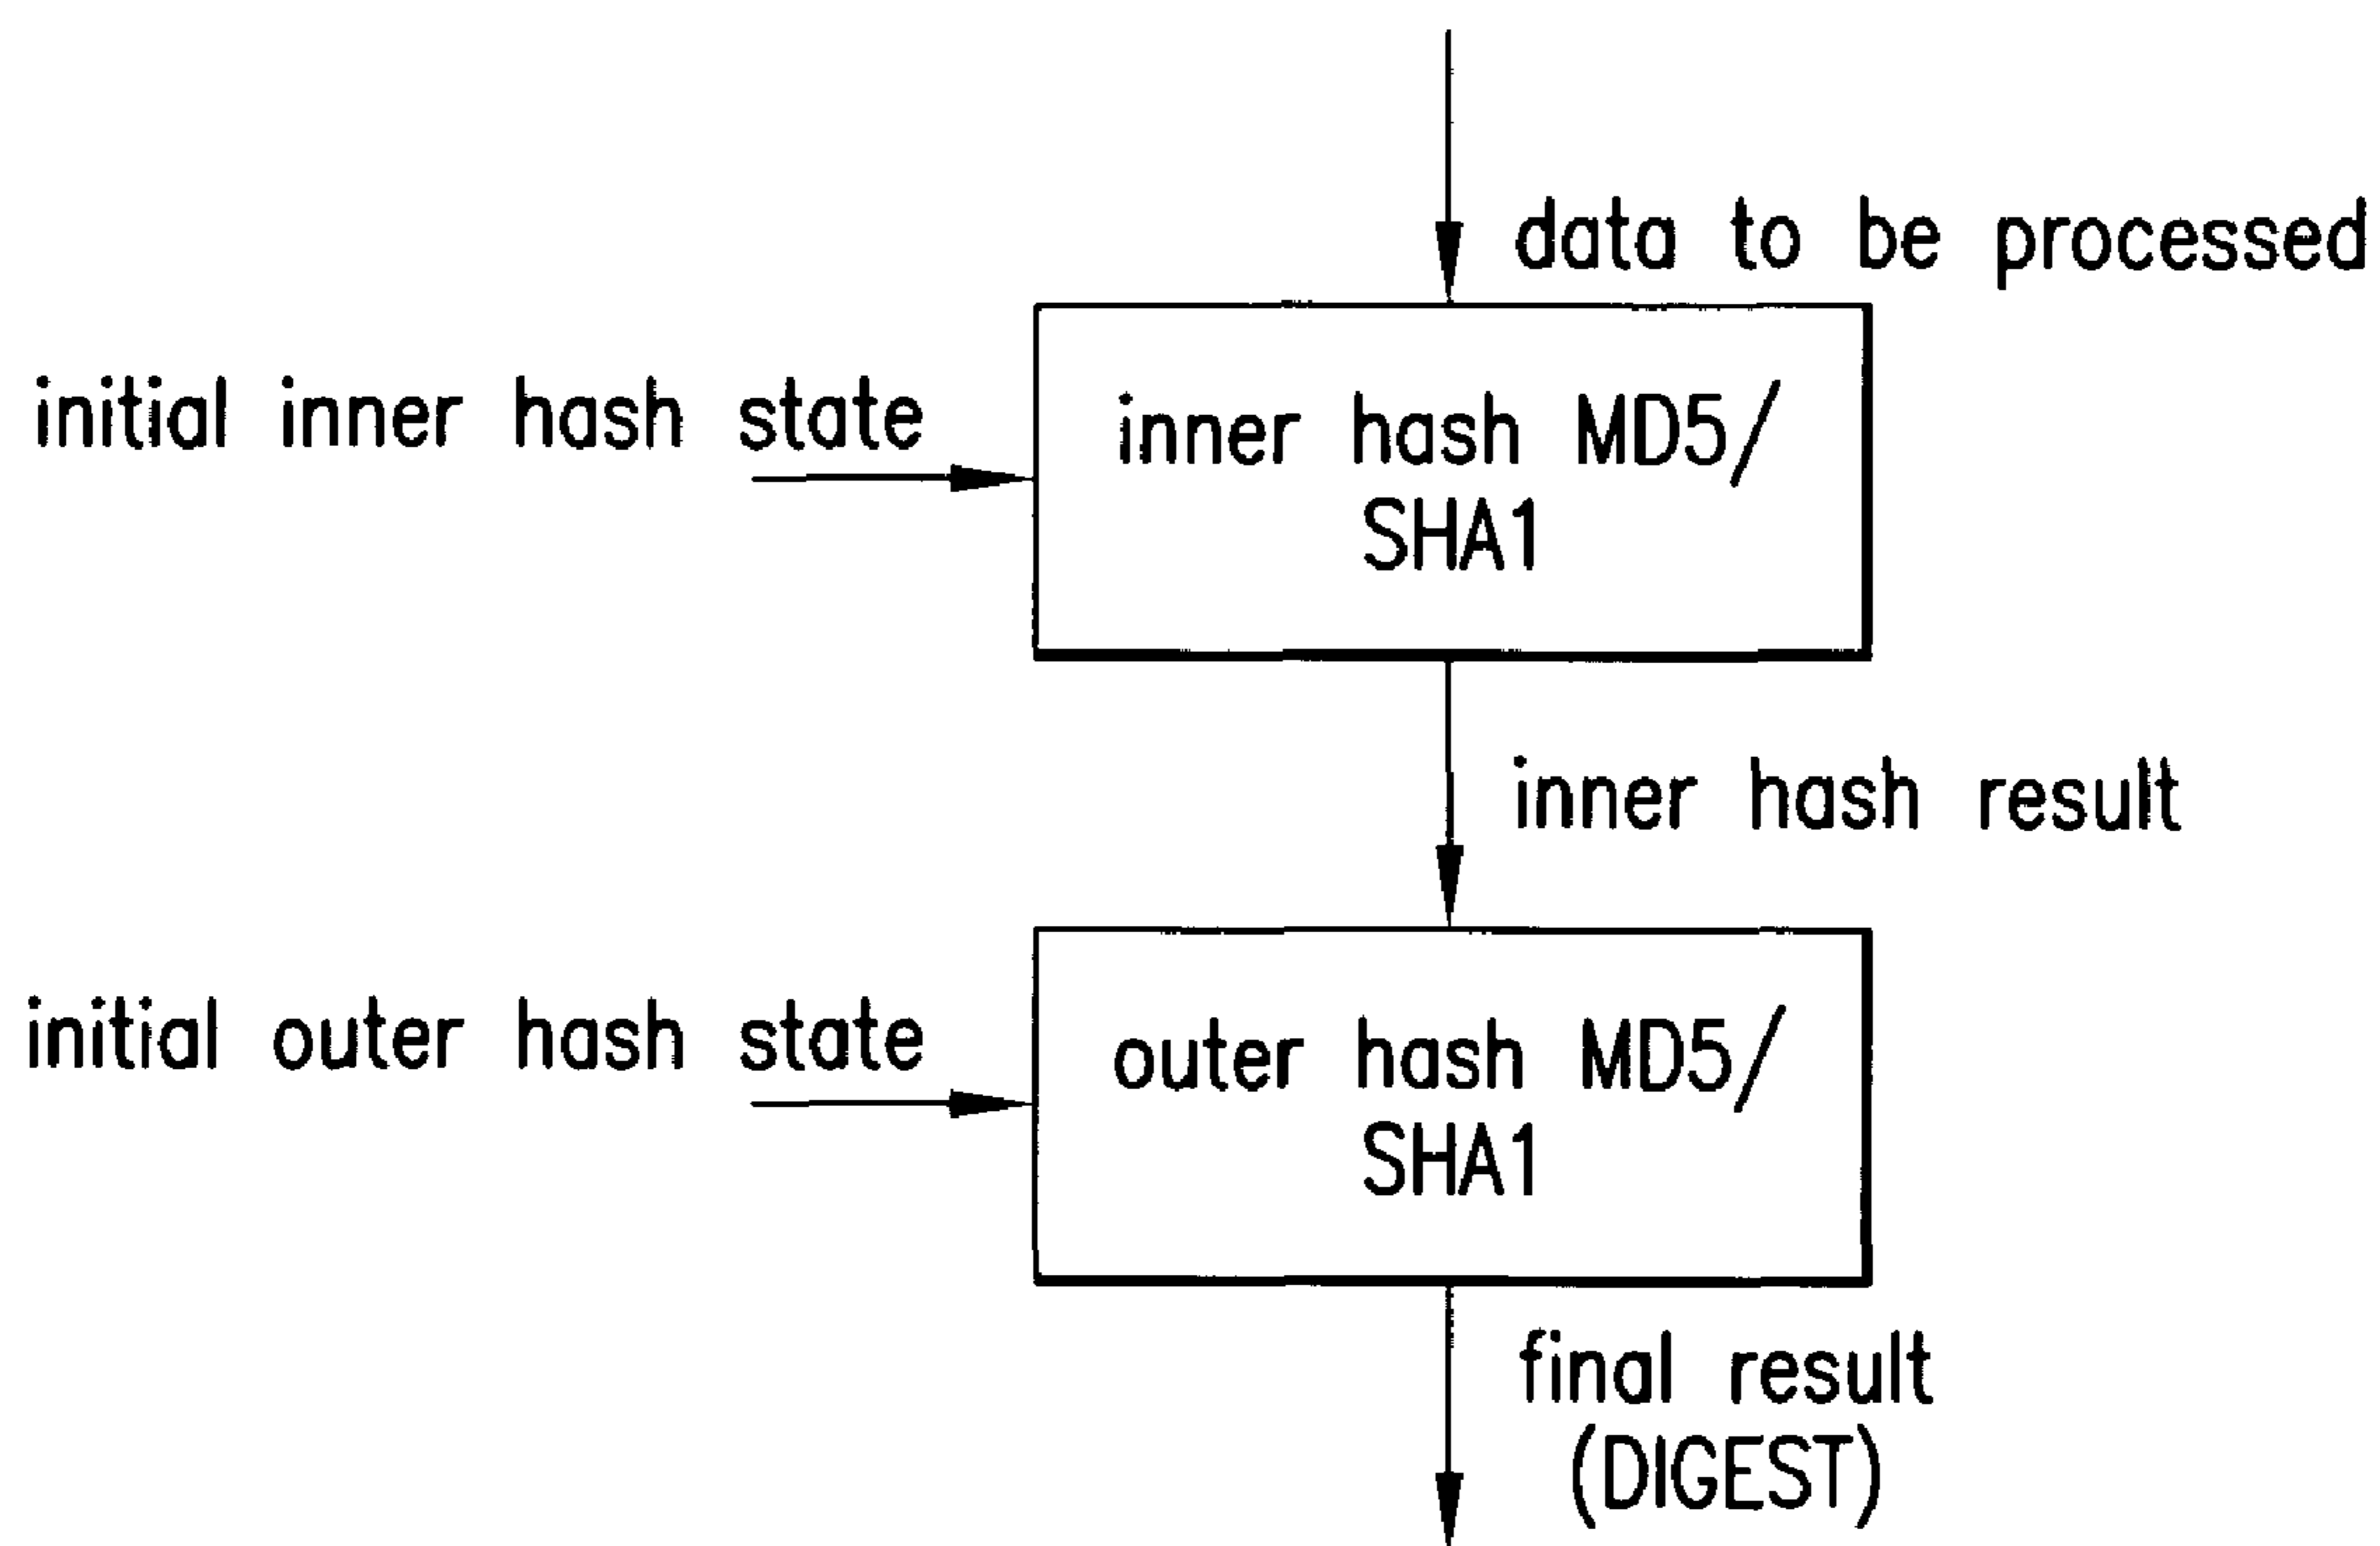 data to be processed
initial inner hash state
inner hash MD5/
SHA1
inner hash result
initial outer hash state
outer hash MD5/
SHA1
final result
(DIGEST)